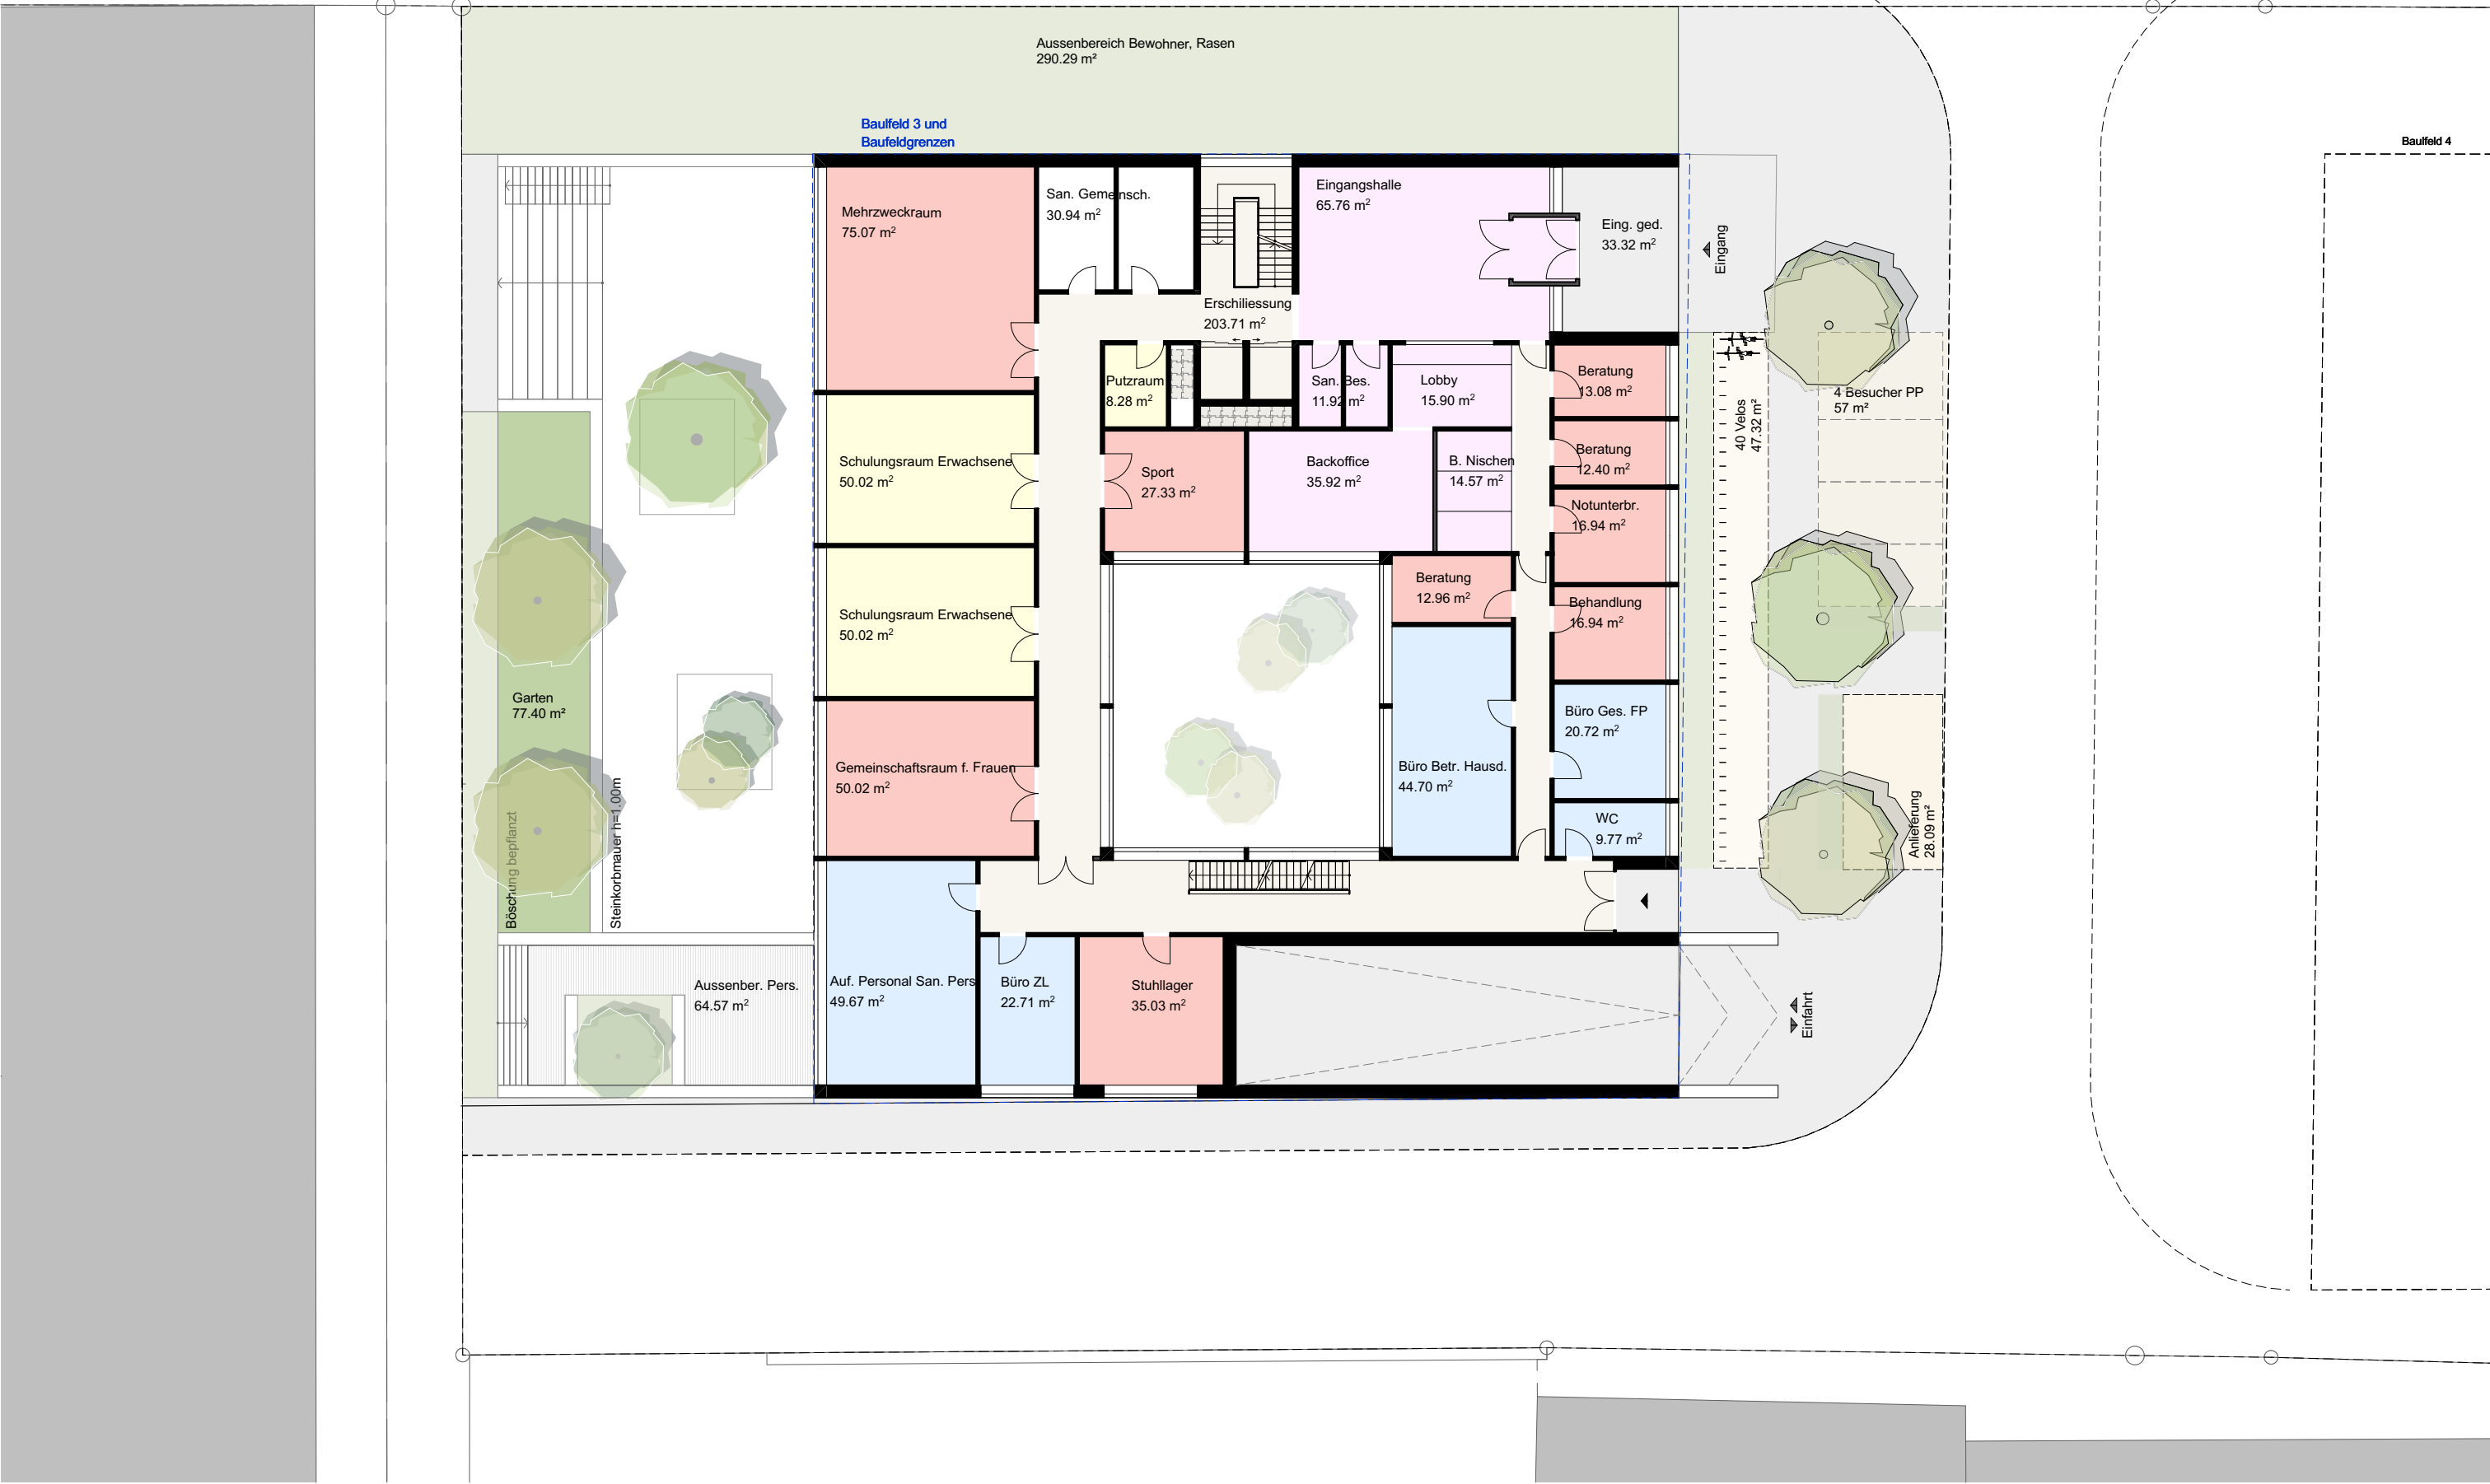 Aussenbereich Bewohner, Rasen
290.29 m²
Baulfeld 3 und
Baufeldgrenzen
Baulfeld 4
Mehrzweckraum
75.07 m²
San. Gemeinsch.
30.94 m²
Eingangshalle
65.76 m²
Eing. ged.
33.32 m²
Eingang
Erschiliessung
203.71 m²
Putzraum
8.28 m²
San. Bes.
11.92 m²
Lobby
15.90 m²
Beratung
13.08 m²
40 Velos
47.32 m²
4 Besucher PP
57 m²
Schulungsraum Erwachsene
50.02 m²
Sport
27.33 m²
Backoffice
35.92 m²
B. Nischen
14.57 m²
Beratung
12.40 m²
Notunterbr.
16.94 m²
Schulungsraum Erwachsene
50.02 m²
Beratung
12.96 m²
Behandlung
16.94 m²
Garten
77.40 m²
Büro Ges. FP
20.72 m²
Gemeinschaftsraum f. Frauen
50.02 m²
Büro Betr. Hausd.
44.70 m²
WC
9.77 m²
Anlieferung
28.09 m²
Böschung bepflanzt
Steinkorbmauer h=1.00m
Aussenber. Pers.
64.57 m²
Auf. Personal San. Pers
49.67 m²
Büro ZL
22.71 m²
Stuhllager
35.03 m²
Einfahrt